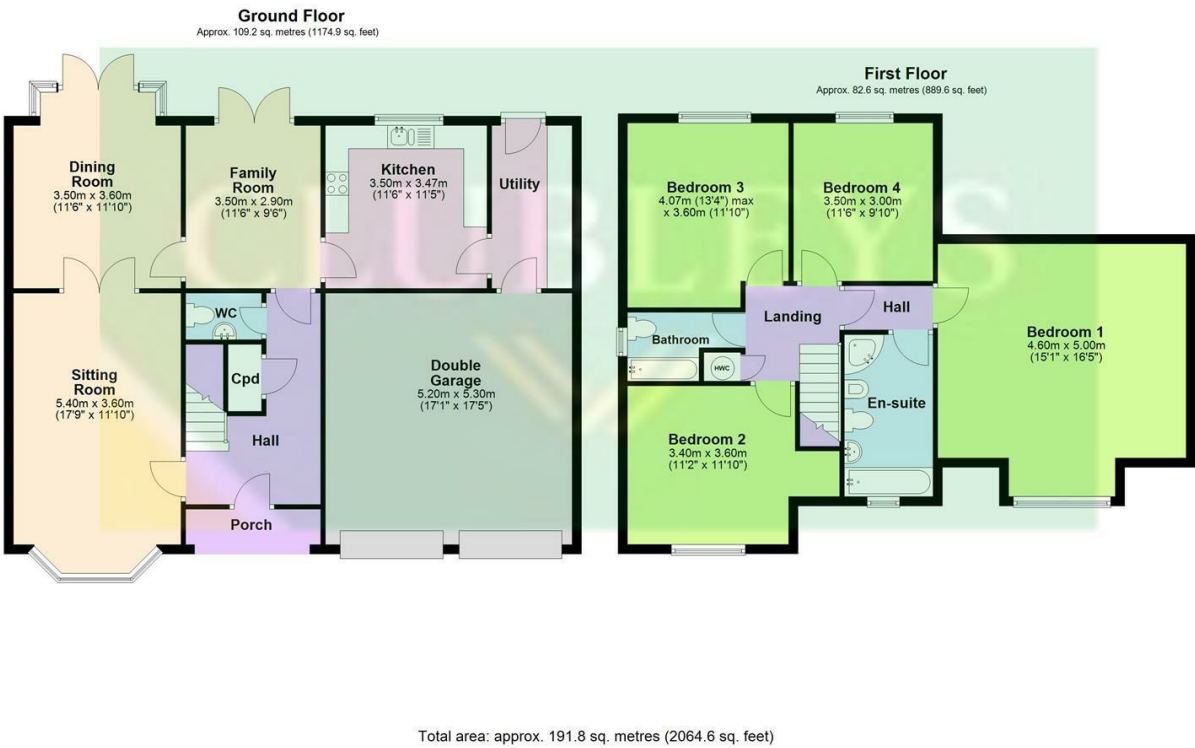 Ground Floor
Approx. 109.2 sq. metres (1174.9 sq. feet)
Dining
Room
3.50m x 3.60m
(11'6" x 11'10")
Family
Room
3.50m x 2.90m
(11'6" x 9'6")
Kitchen
3.50m x 3.47m
(11'6" x 11'5")
Utility
WC
Cpd
Sitting
Room
5.40m x 3.60m
(17'9" x 11'10")
Hall
Double
Garage
5.20m x 5.30m
(17'1" x 17'5")
Porch
First Floor
Approx. 82.6 sq. metres (889.6 sq. feet)
Bedroom 3
4.07m (13'4") max
x 3.60m (11'10")
Bedroom 4
3.50m x 3.00m
(11'6" x 9'10")
Landing
Hall
Bedroom 1
4.60m x 5.00m
(15'1" x 16'5")
Bathroom
HWC
En-suite
Bedroom 2
3.40m x 3.60m
(11'2" x 11'10")
CLUBLEYS
Total area: approx. 191.8 sq. metres (2064.6 sq. feet)